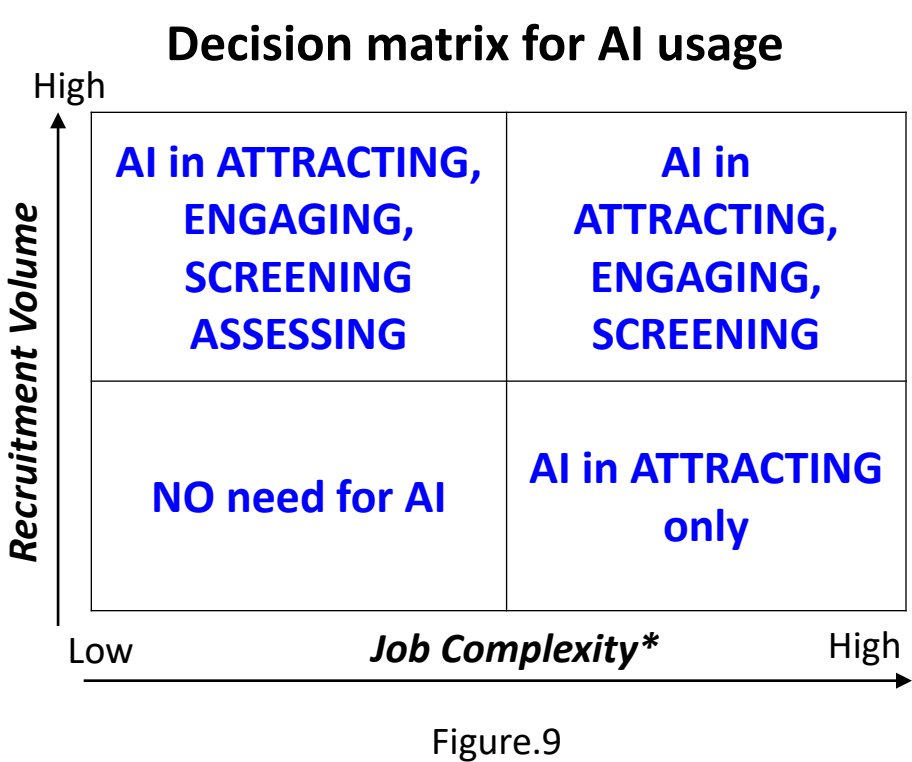 Decision matrix for AI usage
High
Recruitment Volume
AI in ATTRACTING,
ENGAGING,
SCREENING
ASSESSING
AI in
ATTRACTING,
ENGAGING,
SCREENING
NO need for AI
AI in ATTRACTING
only
Low
Job Complexity*
High
Figure.9